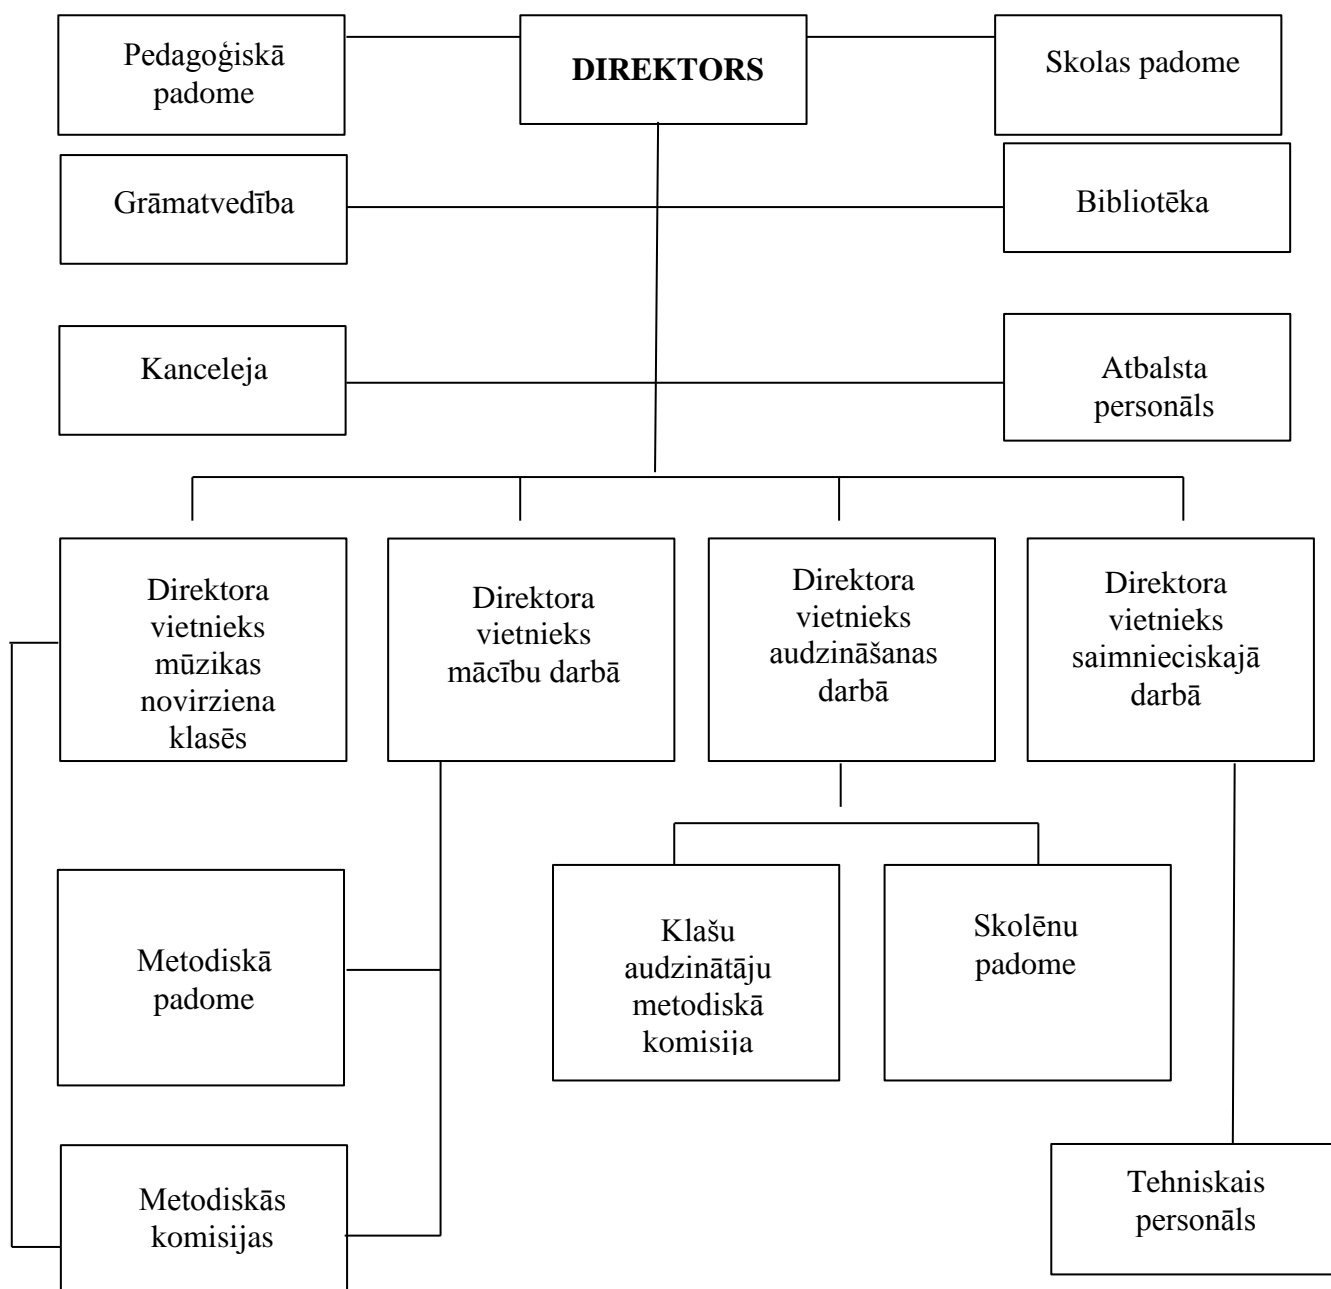 Pedagoģiskā
padome
DIREKTORS
Skolas padome
Grāmatvedība
Bibliotēka
Kanceleja
Atbalsta
personāls
Direktora
vietnieks
mūzikas
novirziena
klasēs
Direktora
vietnieks
mācību darbā
Direktora
vietnieks
audzināšanas
darbā
Direktora
vietnieks
saimnieciskajā
darbā
Metodiskā
padome
Klašu
audzinātāju
metodiskā
komisija
Skolēnu
padome
Metodiskās
komisijas
Tehniskais
personāls